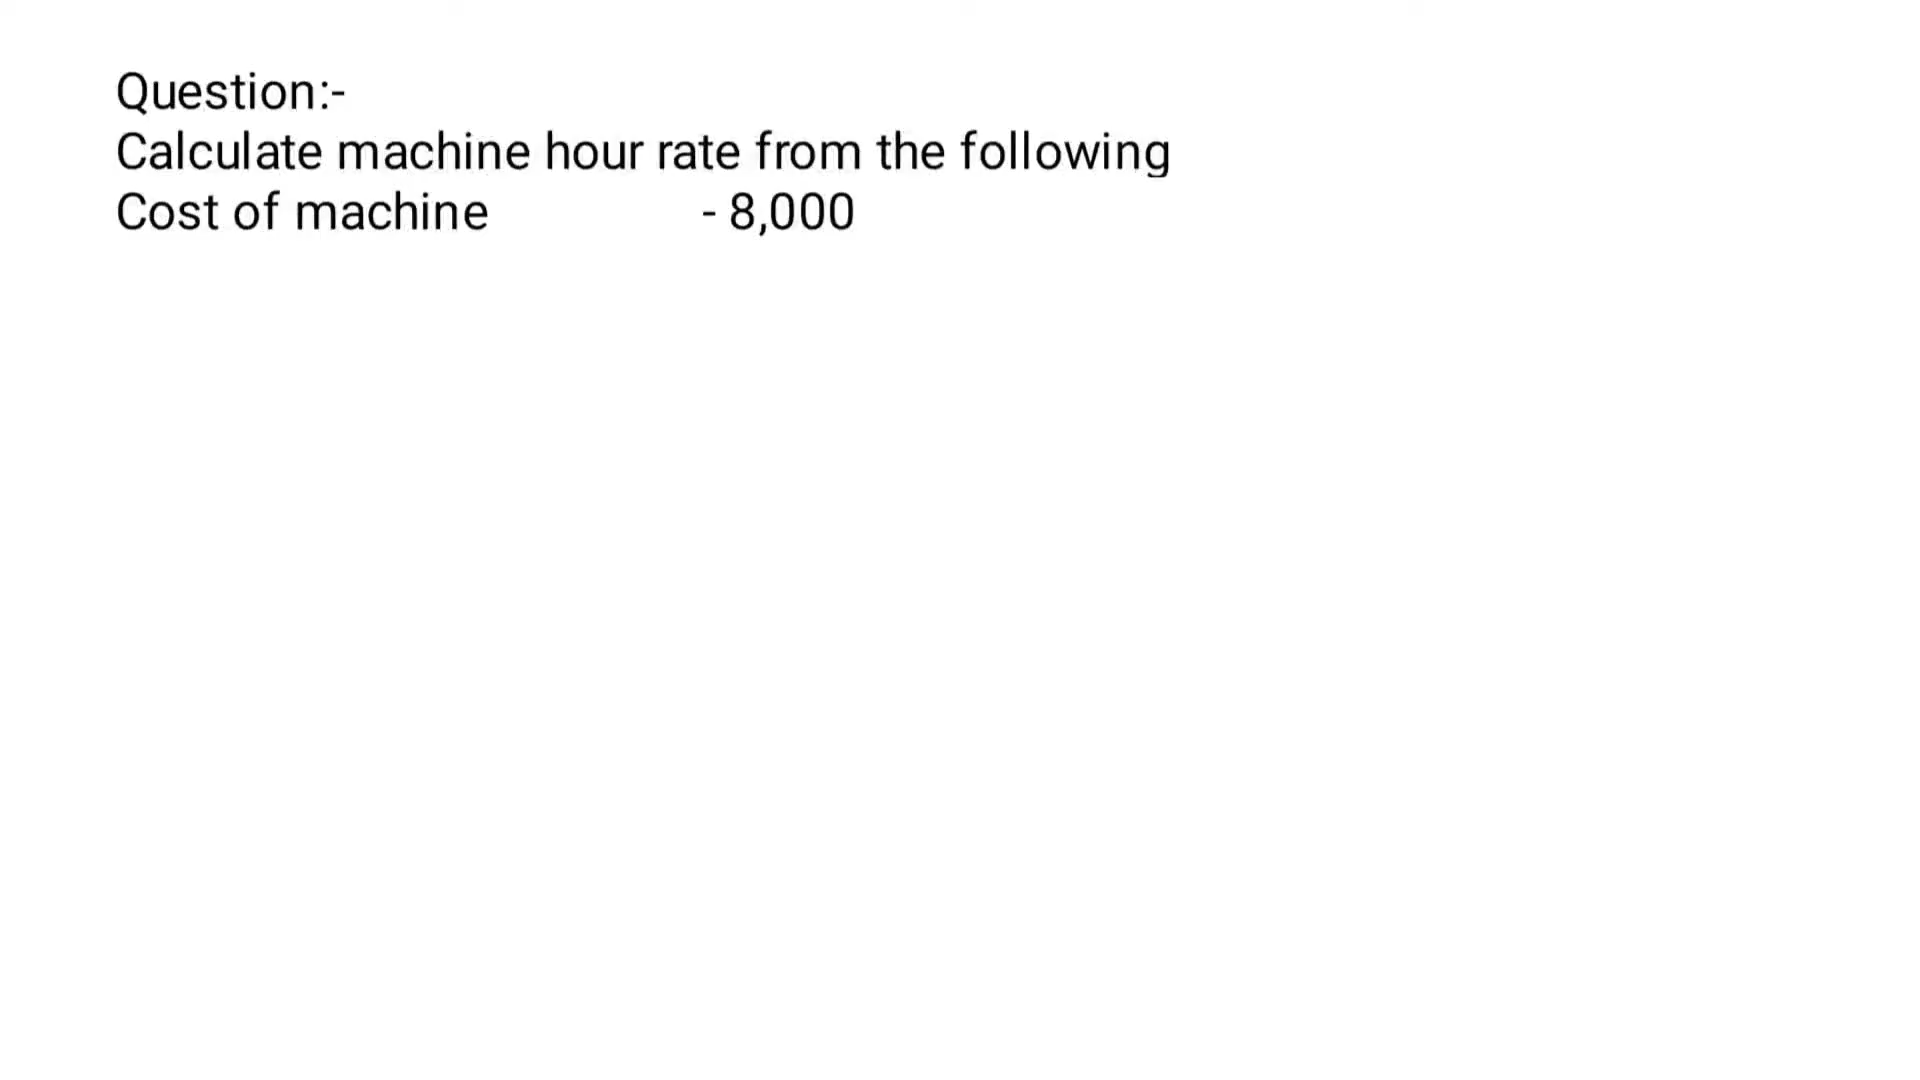 Question:-
Calculate machine hour rate from the following
Cost of machine - 8,000